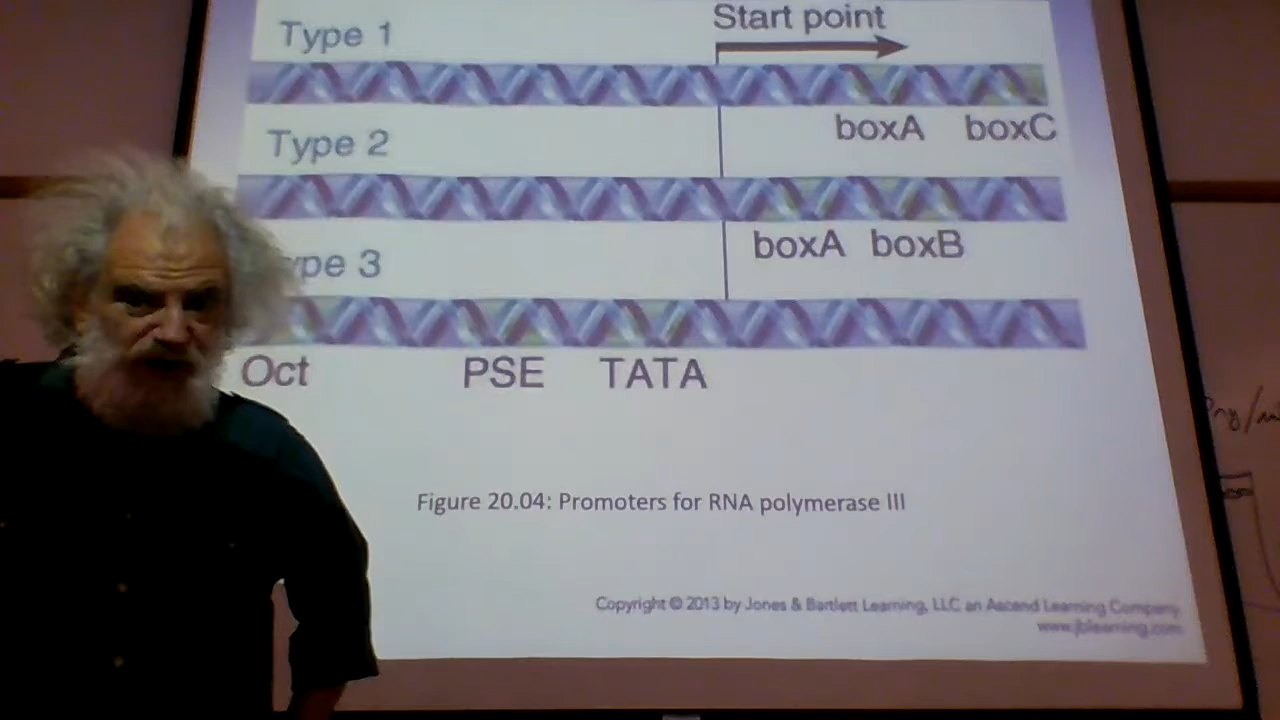 Start point
Type 1
boxA boxC
Type 2
boxA boxB
ype 3
Oct PSE TATA
Figure 20.04: Promoters for RNA polymerase III
Copyright © 2013 by Jones & Bartlett Learning, LLC an Ascend Learning Company
www.jblearning.com